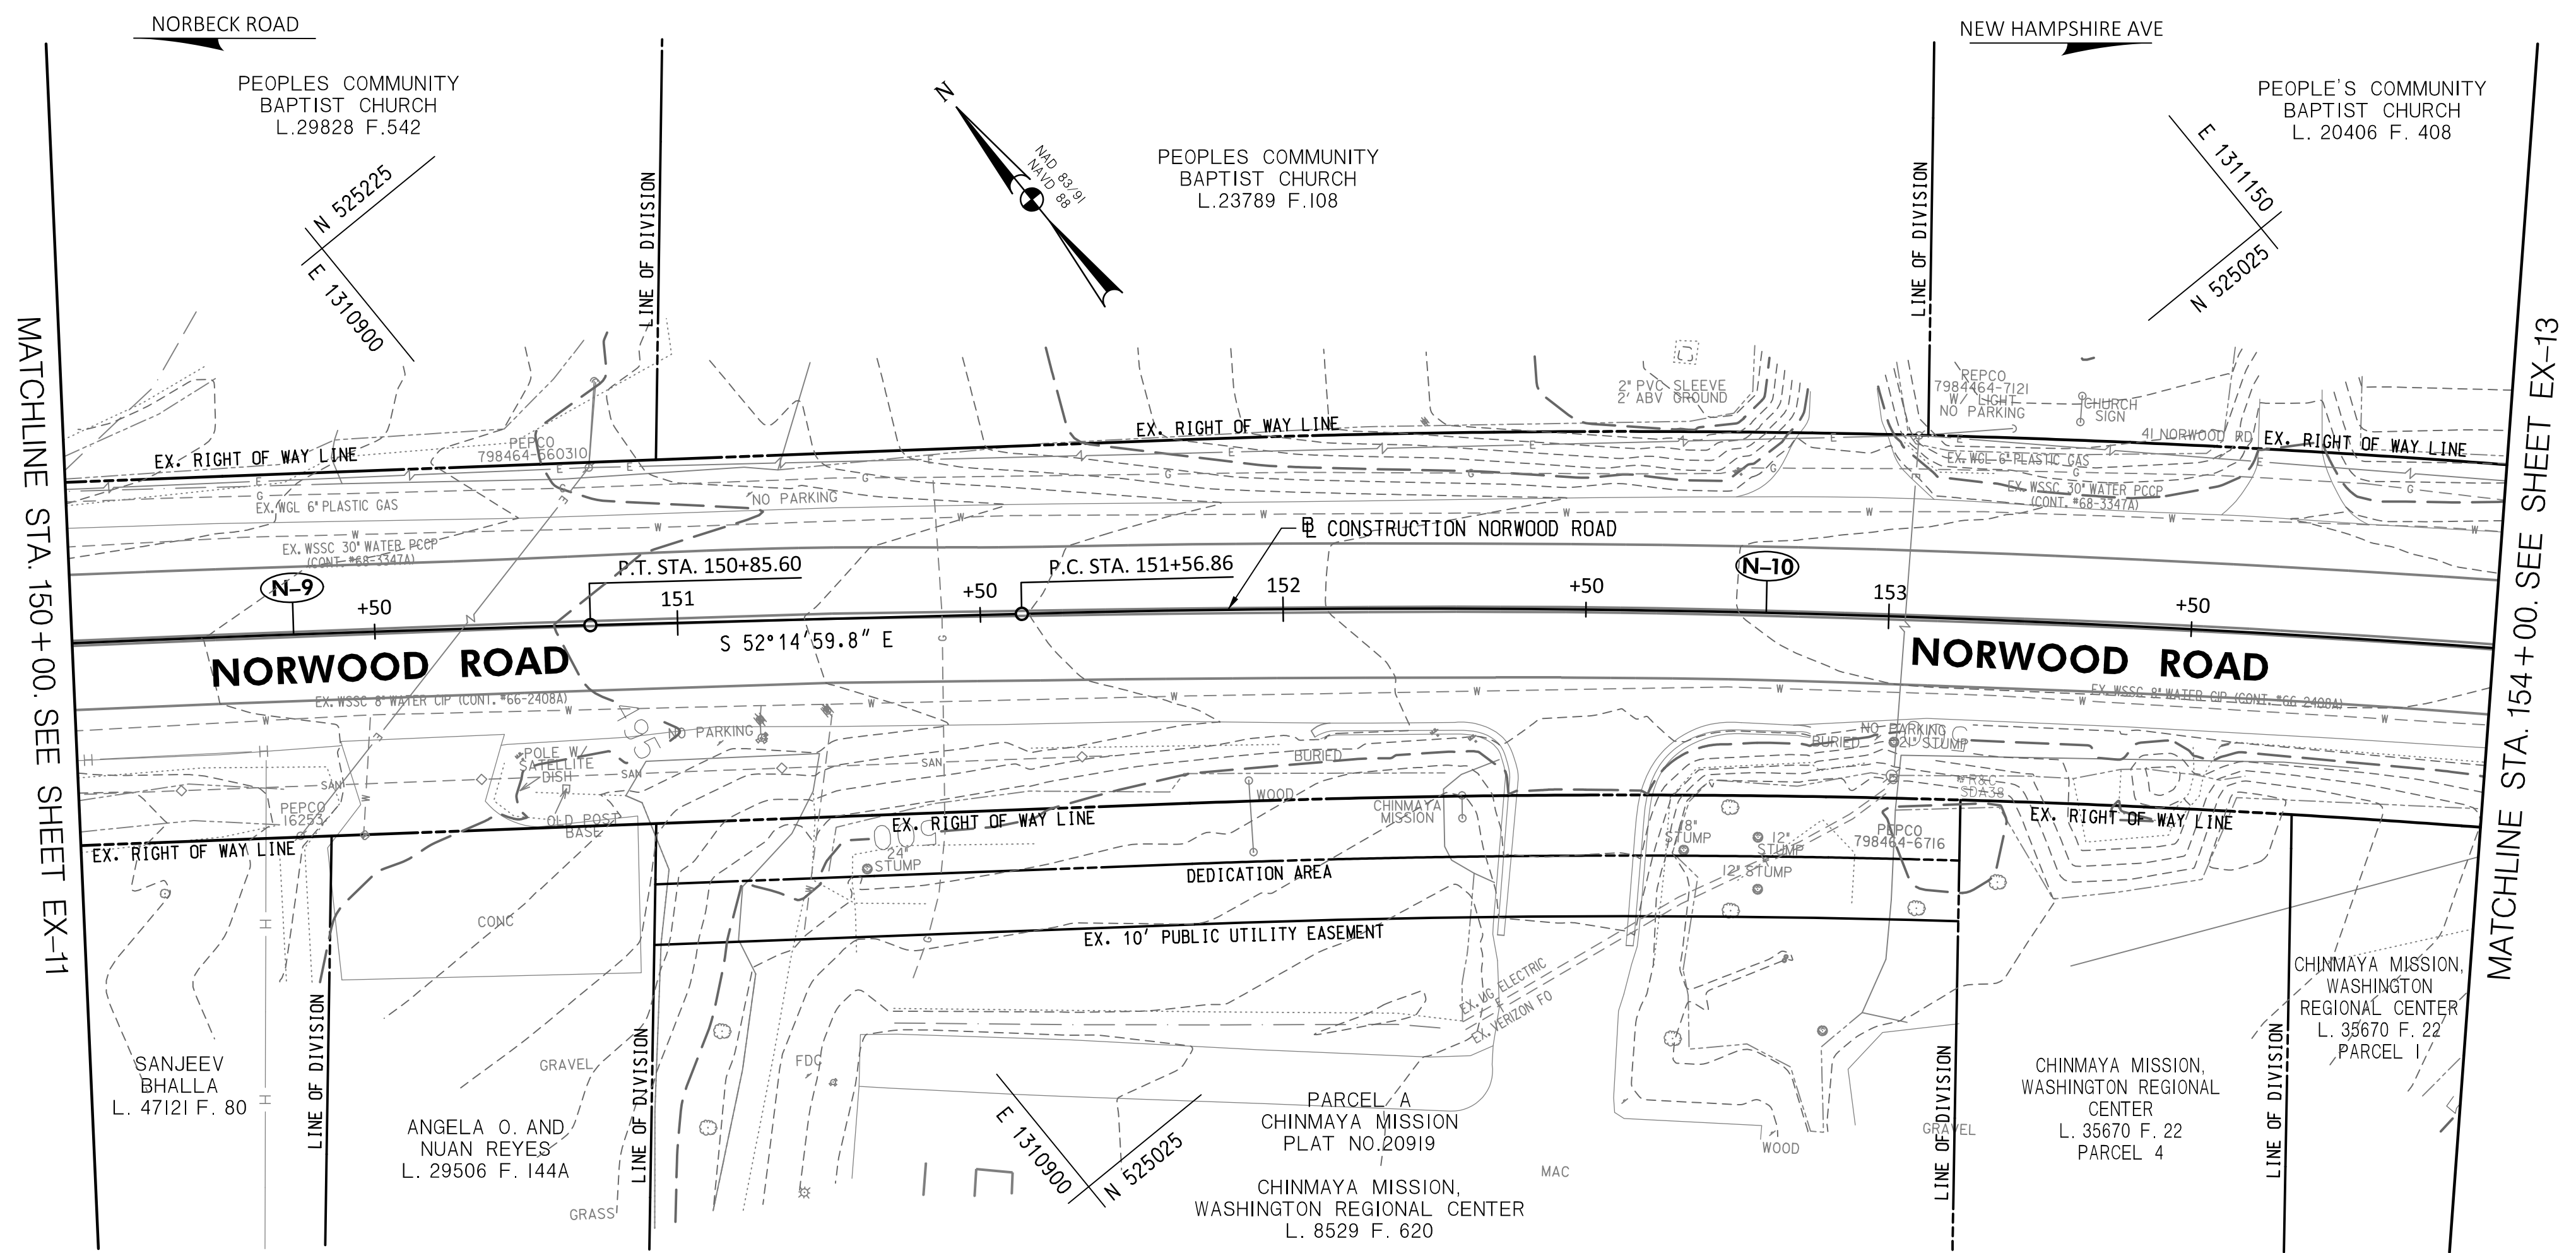 NORBECK ROAD
NEW HAMPSHIRE AVE
PEOPLES COMMUNITY
BAPTIST CHURCH
L.29828 F.542
PEOPLES COMMUNITY
BAPTIST CHURCH
L.23789 F.108
PEOPLE'S COMMUNITY
BAPTIST CHURCH
L. 20406 F. 408
N
NAD 83/91
NAVD 88
N 525225
E 1310900
E 1311150
N 525025
LINE OF DIVISION
LINE OF DIVISION
MATCHLINE STA. 150+00. SEE SHEET EX-11
MATCHLINE STA. 154+00. SEE SHEET EX-13
2" PVC SLEEVE
2' ABV GROUND
PEPCO
7984464-7121
W/ LIGHT
NO PARKING
CHURCH
SIGN
41 NORWOOD RD
EX. RIGHT OF WAY LINE
EX. RIGHT OF WAY LINE
EX. RIGHT OF WAY LINE
PEPCO
798464-560310
EX. WGL 6" PLASTIC GAS
NO PARKING
EX. WGL 6" PLASTIC GAS
EX. WSSC 30" WATER PCCP
(CONT. #68-3347A)
EX. WSSC 30" WATER PCCP
(CONT. #68-3347A)
BL CONSTRUCTION NORWOOD ROAD
N-9
P.T. STA. 150+85.60
P.C. STA. 151+56.86
N-10
+50
151
+50
152
+50
153
+50
S 52°14'59.8" E
NORWOOD ROAD
NORWOOD ROAD
EX. WSSC 8" WATER CIP (CONT. #66-2408A)
EX. WSSC 8" WATER CIP (CONT. #66-2408A)
495
NO PARKING
POLE W/
SATELLITE
DISH
SAN
SAN
SAN
BURIED
BURIED
NO PARKING
21" STUMP
R&C
SDA38
PEPCO
16253
OLD POST
BASE
WOOD
CHINMAYA
MISSION
EX. RIGHT OF WAY LINE
EX. RIGHT OF WAY LINE
EX. RIGHT OF WAY LINE
24"
STUMP
18"
STUMP
12"
STUMP
12" STUMP
PEPCO
798464-6716
DEDICATION AREA
CONC
EX. 10' PUBLIC UTILITY EASEMENT
EX. UG ELECTRIC
EX. VERIZON FO
CHINMAYA MISSION,
WASHINGTON
REGIONAL CENTER
L. 35670 F. 22
PARCEL 1
SANJEEV
BHALLA
L. 47121 F. 80
LINE OF DIVISION
GRAVEL
LINE OF DIVISION
FDC
ANGELA O. AND
NUAN REYES
L. 29506 F. 144A
E 1310900
N 525025
PARCEL A
CHINMAYA MISSION
PLAT NO.20919
CHINMAYA MISSION,
WASHINGTON REGIONAL CENTER
L. 8529 F. 620
MAC
WOOD
GRAVEL
LINE OF DIVISION
CHINMAYA MISSION,
WASHINGTON REGIONAL
CENTER
L. 35670 F. 22
PARCEL 4
LINE OF DIVISION
GRASS